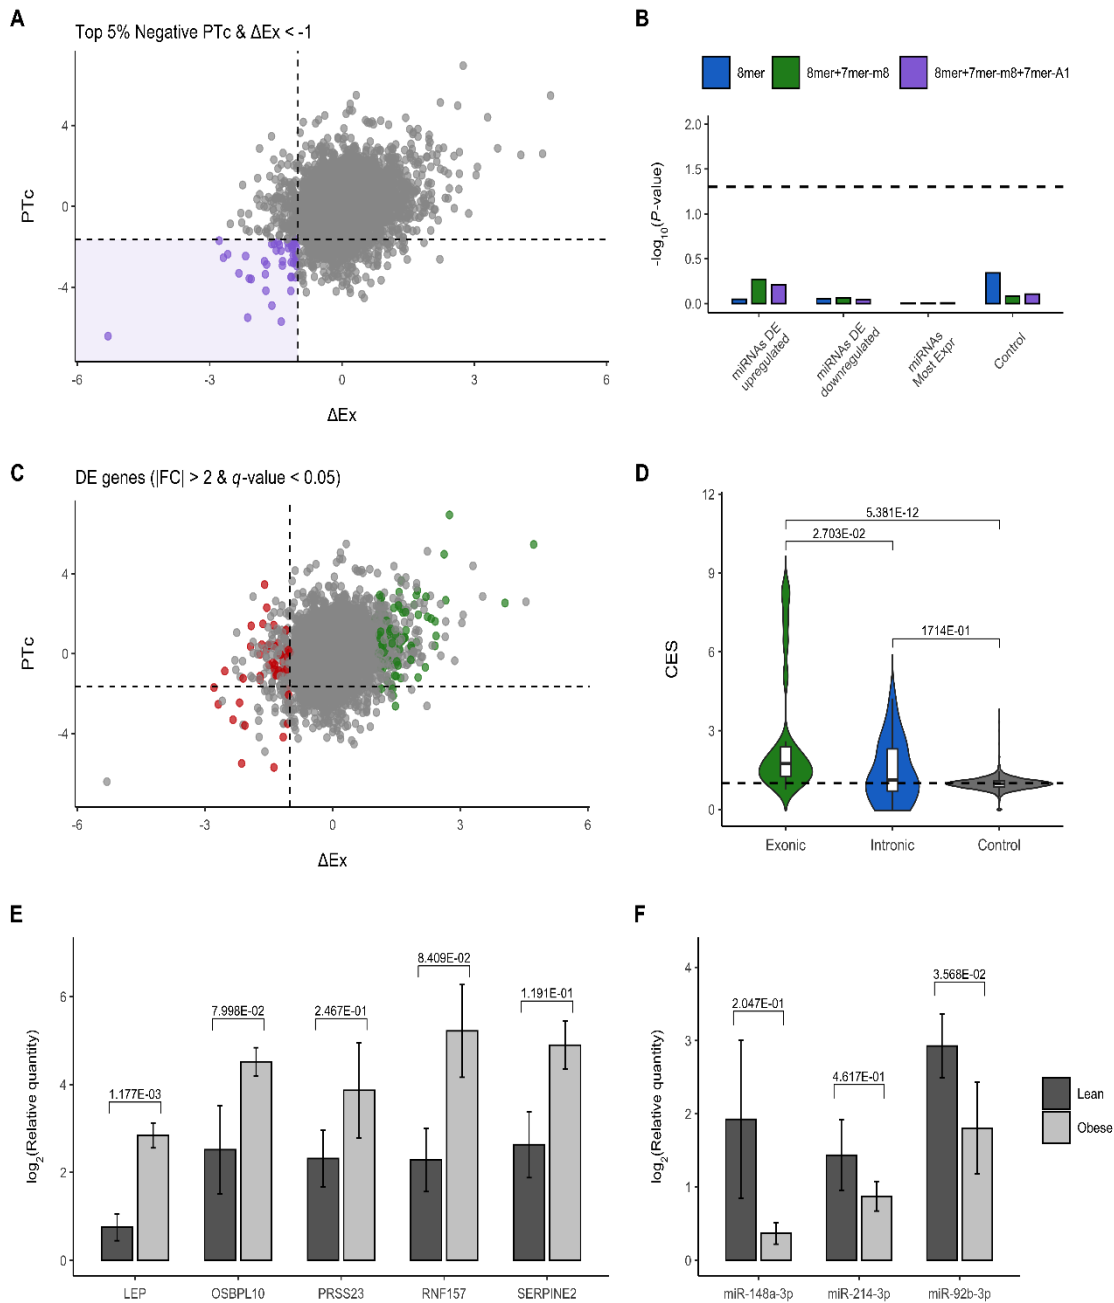 A
Top 5% Negative PTc & ΔEx < -1
PTc
4
0
-4
-6
-3
0
3
6
ΔEx
B
8mer
8mer+7mer-m8
8mer+7mer-m8+7mer-A1
-log10(P-value)
2.0
1.5
1.0
0.5
0.0
miRNAs DE
upregulated
miRNAs DE
downregulated
miRNAs
Most Expr
Control
C
DE genes (|FC| > 2 & q-value < 0.05)
PTc
4
0
-4
-6
-3
0
3
6
ΔEx
D
CES
12
9
6
3
0
5.381E-12
2.703E-02
1714E-01
Exonic
Intronic
Control
E
log2(Relative quantity)
6
4
2
0
1.177E-03
7.998E-02
2.467E-01
8.409E-02
1.191E-01
LEP
OSBPL10
PRSS23
RNF157
SERPINE2
F
log2(Relative quantity)
4
3
2
1
0
2.047E-01
4.617E-01
3.568E-02
miR-148a-3p
miR-214-3p
miR-92b-3p
Lean
Obese